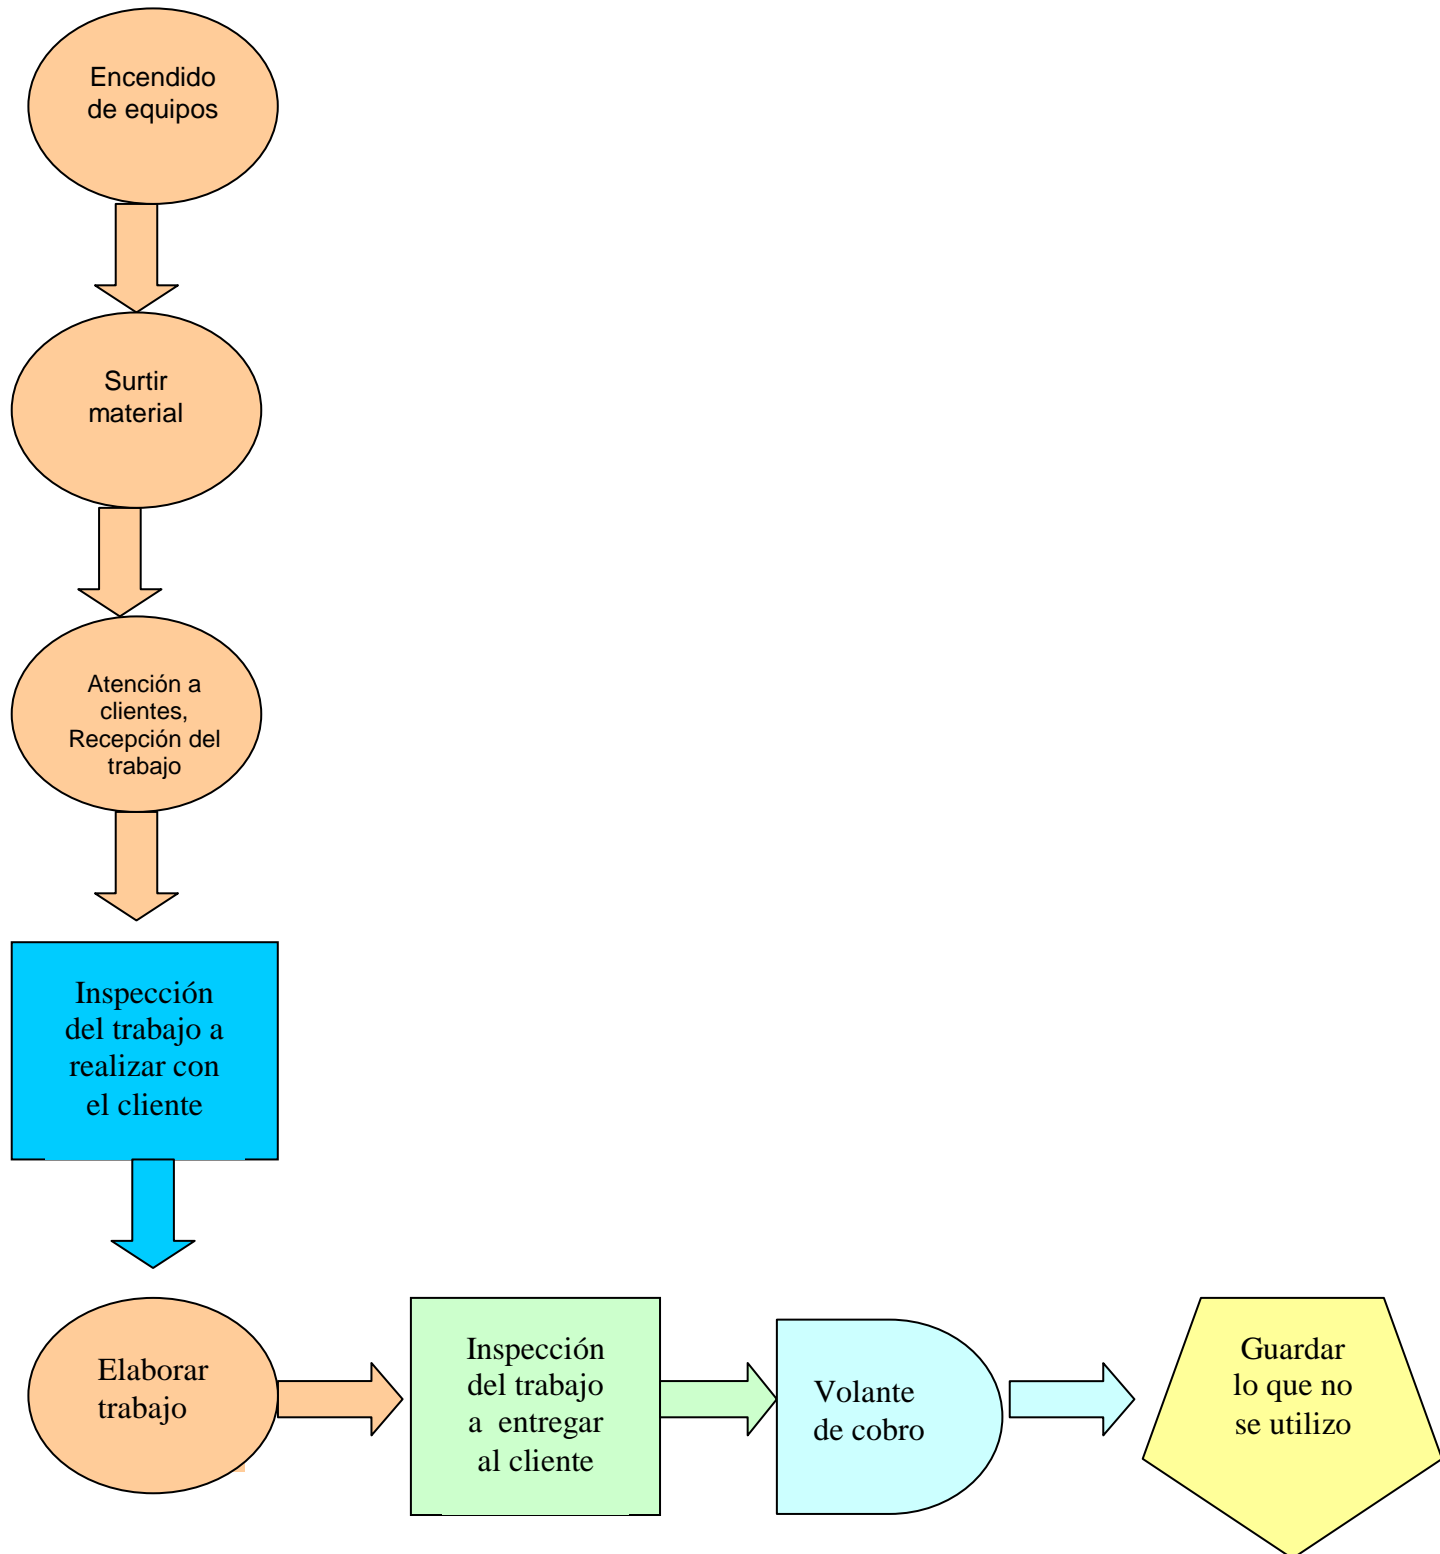 Encendido
de equipos
Surtir
material
Atención a
clientes,
Recepción del
trabajo
Inspección
del trabajo a
realizar con
el cliente
Elaborar
trabajo
Inspección
del trabajo
a  entregar
al cliente
Volante
de cobro
Guardar
lo que no
se utilizo